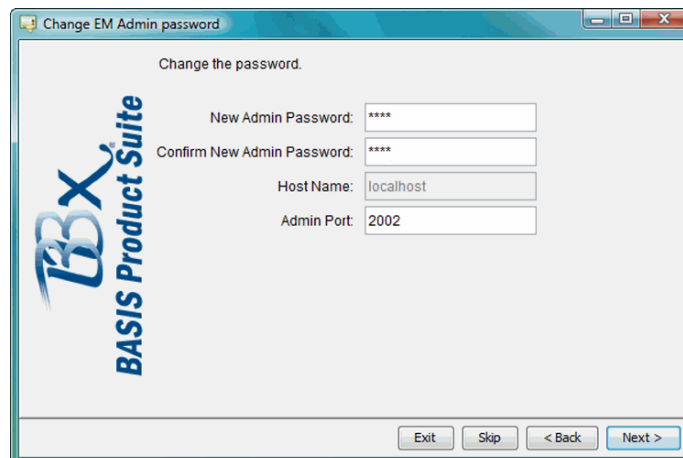 Change EM Admin password
Change the password.
New Admin Password: ****
Confirm New Admin Password: ****
Host Name: localhost
Admin Port: 2002
BBx
BASIS Product Suite
Exit Skip < Back Next >